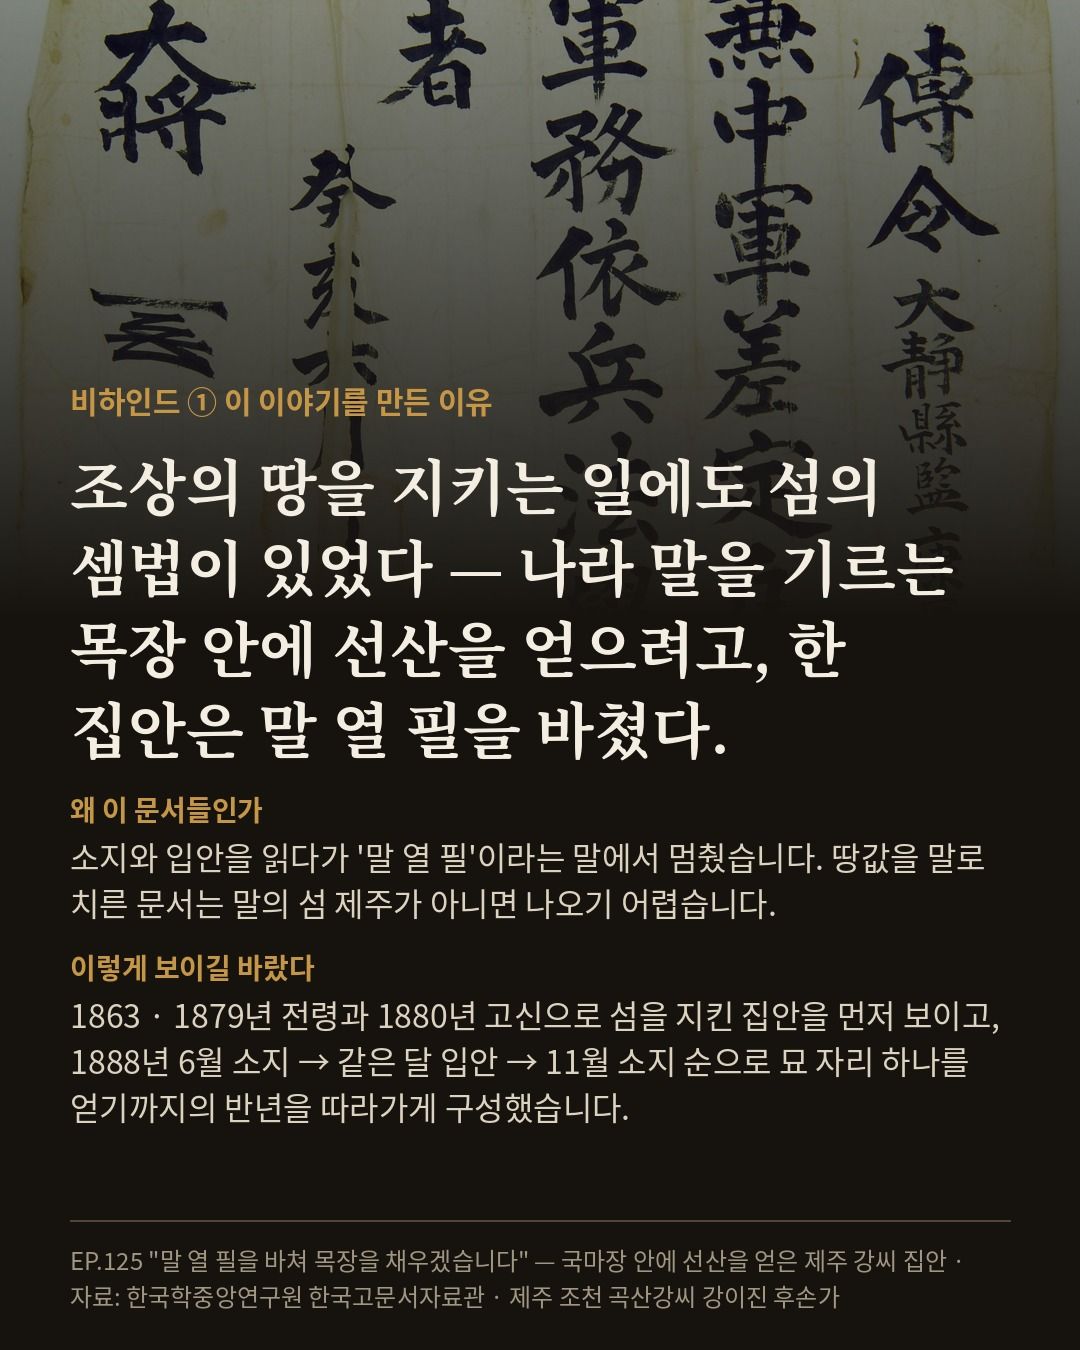 傳令 大靜縣監
兼中軍差定
軍務依兵法
者
癸亥六月
大將
비하인드 ① 이 이야기를 만든 이유
조상의 땅을 지키는 일에도 섬의
셈법이 있었다 — 나라 말을 기르는
목장 안에 선산을 얻으려고, 한
집안은 말 열 필을 바쳤다.
왜 이 문서들인가
소지와 입안을 읽다가 '말 열 필'이라는 말에서 멈췄습니다. 땅값을 말로
치른 문서는 말의 섬 제주가 아니면 나오기 어렵습니다.
이렇게 보이길 바랐다
1863 · 1879년 전령과 1880년 고신으로 섬을 지킨 집안을 먼저 보이고,
1888년 6월 소지 → 같은 달 입안 → 11월 소지 순으로 묘 자리 하나를
얻기까지의 반년을 따라가게 구성했습니다.
EP.125 "말 열 필을 바쳐 목장을 채우겠습니다" — 국마장 안에 선산을 얻은 제주 강씨 집안 ·
자료: 한국학중앙연구원 한국고문서자료관 · 제주 조천 곡산강씨 강이진 후손가